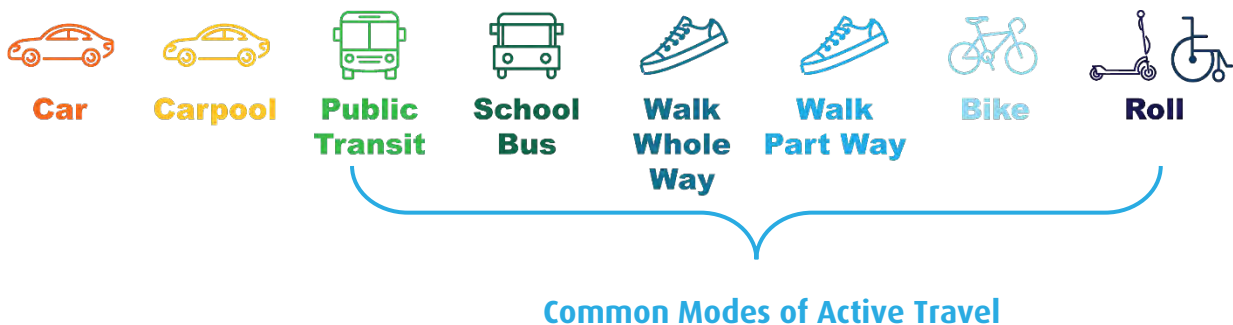 Car
Carpool
Public
Transit
School
Bus
Walk
Whole
Way
Walk
Part Way
Bike
Roll
Common Modes of Active Travel